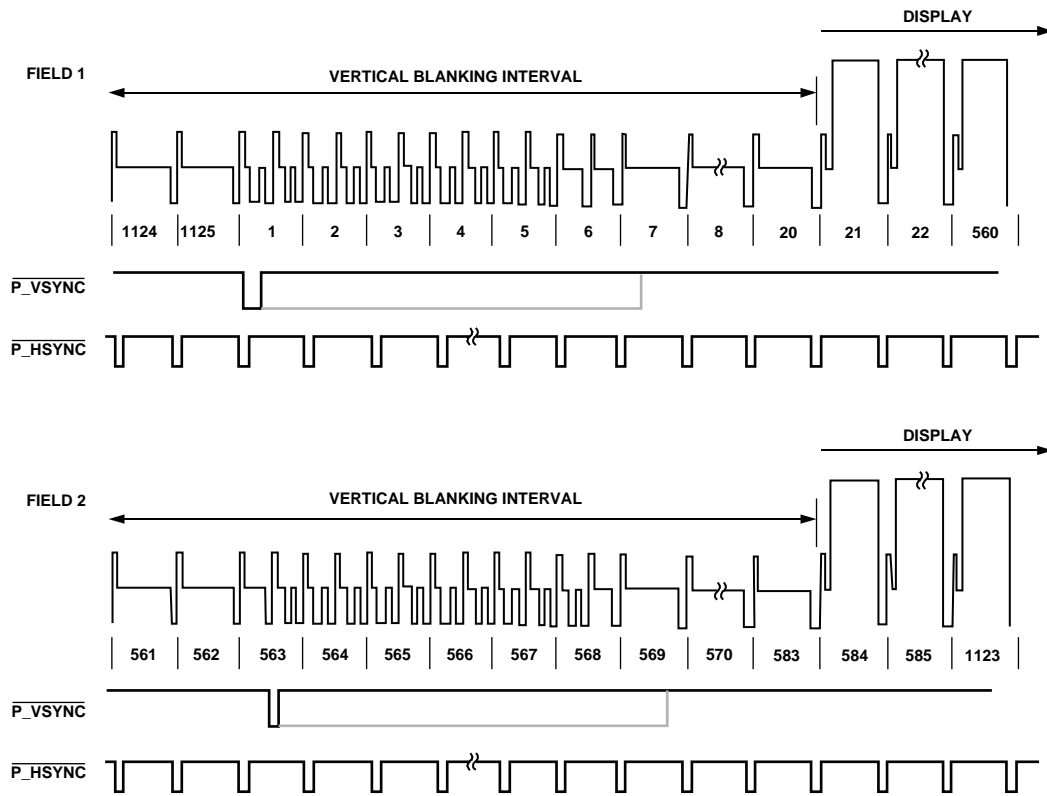 DISPLAY
FIELD 1
VERTICAL BLANKING INTERVAL
1124 1125 1 2 3 4 5 6 7 8 20 21 22 560
P_VSYNC
P_HSYNC
DISPLAY
FIELD 2
VERTICAL BLANKING INTERVAL
561 562 563 564 565 566 567 568 569 570 583 584 585 1123
P_VSYNC
P_HSYNC